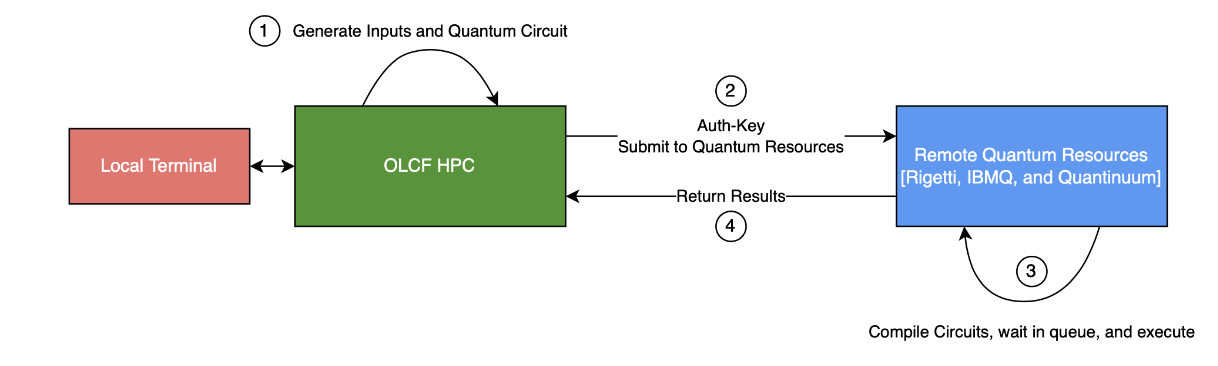 1
Generate Inputs and Quantum Circuit
2
Auth-Key
Submit to Quantum Resources
Local Terminal
OLCF HPC
Remote Quantum Resources
[Rigetti, IBMQ, and Quantinuum]
Return Results
4
3
Compile Circuits, wait in queue, and execute